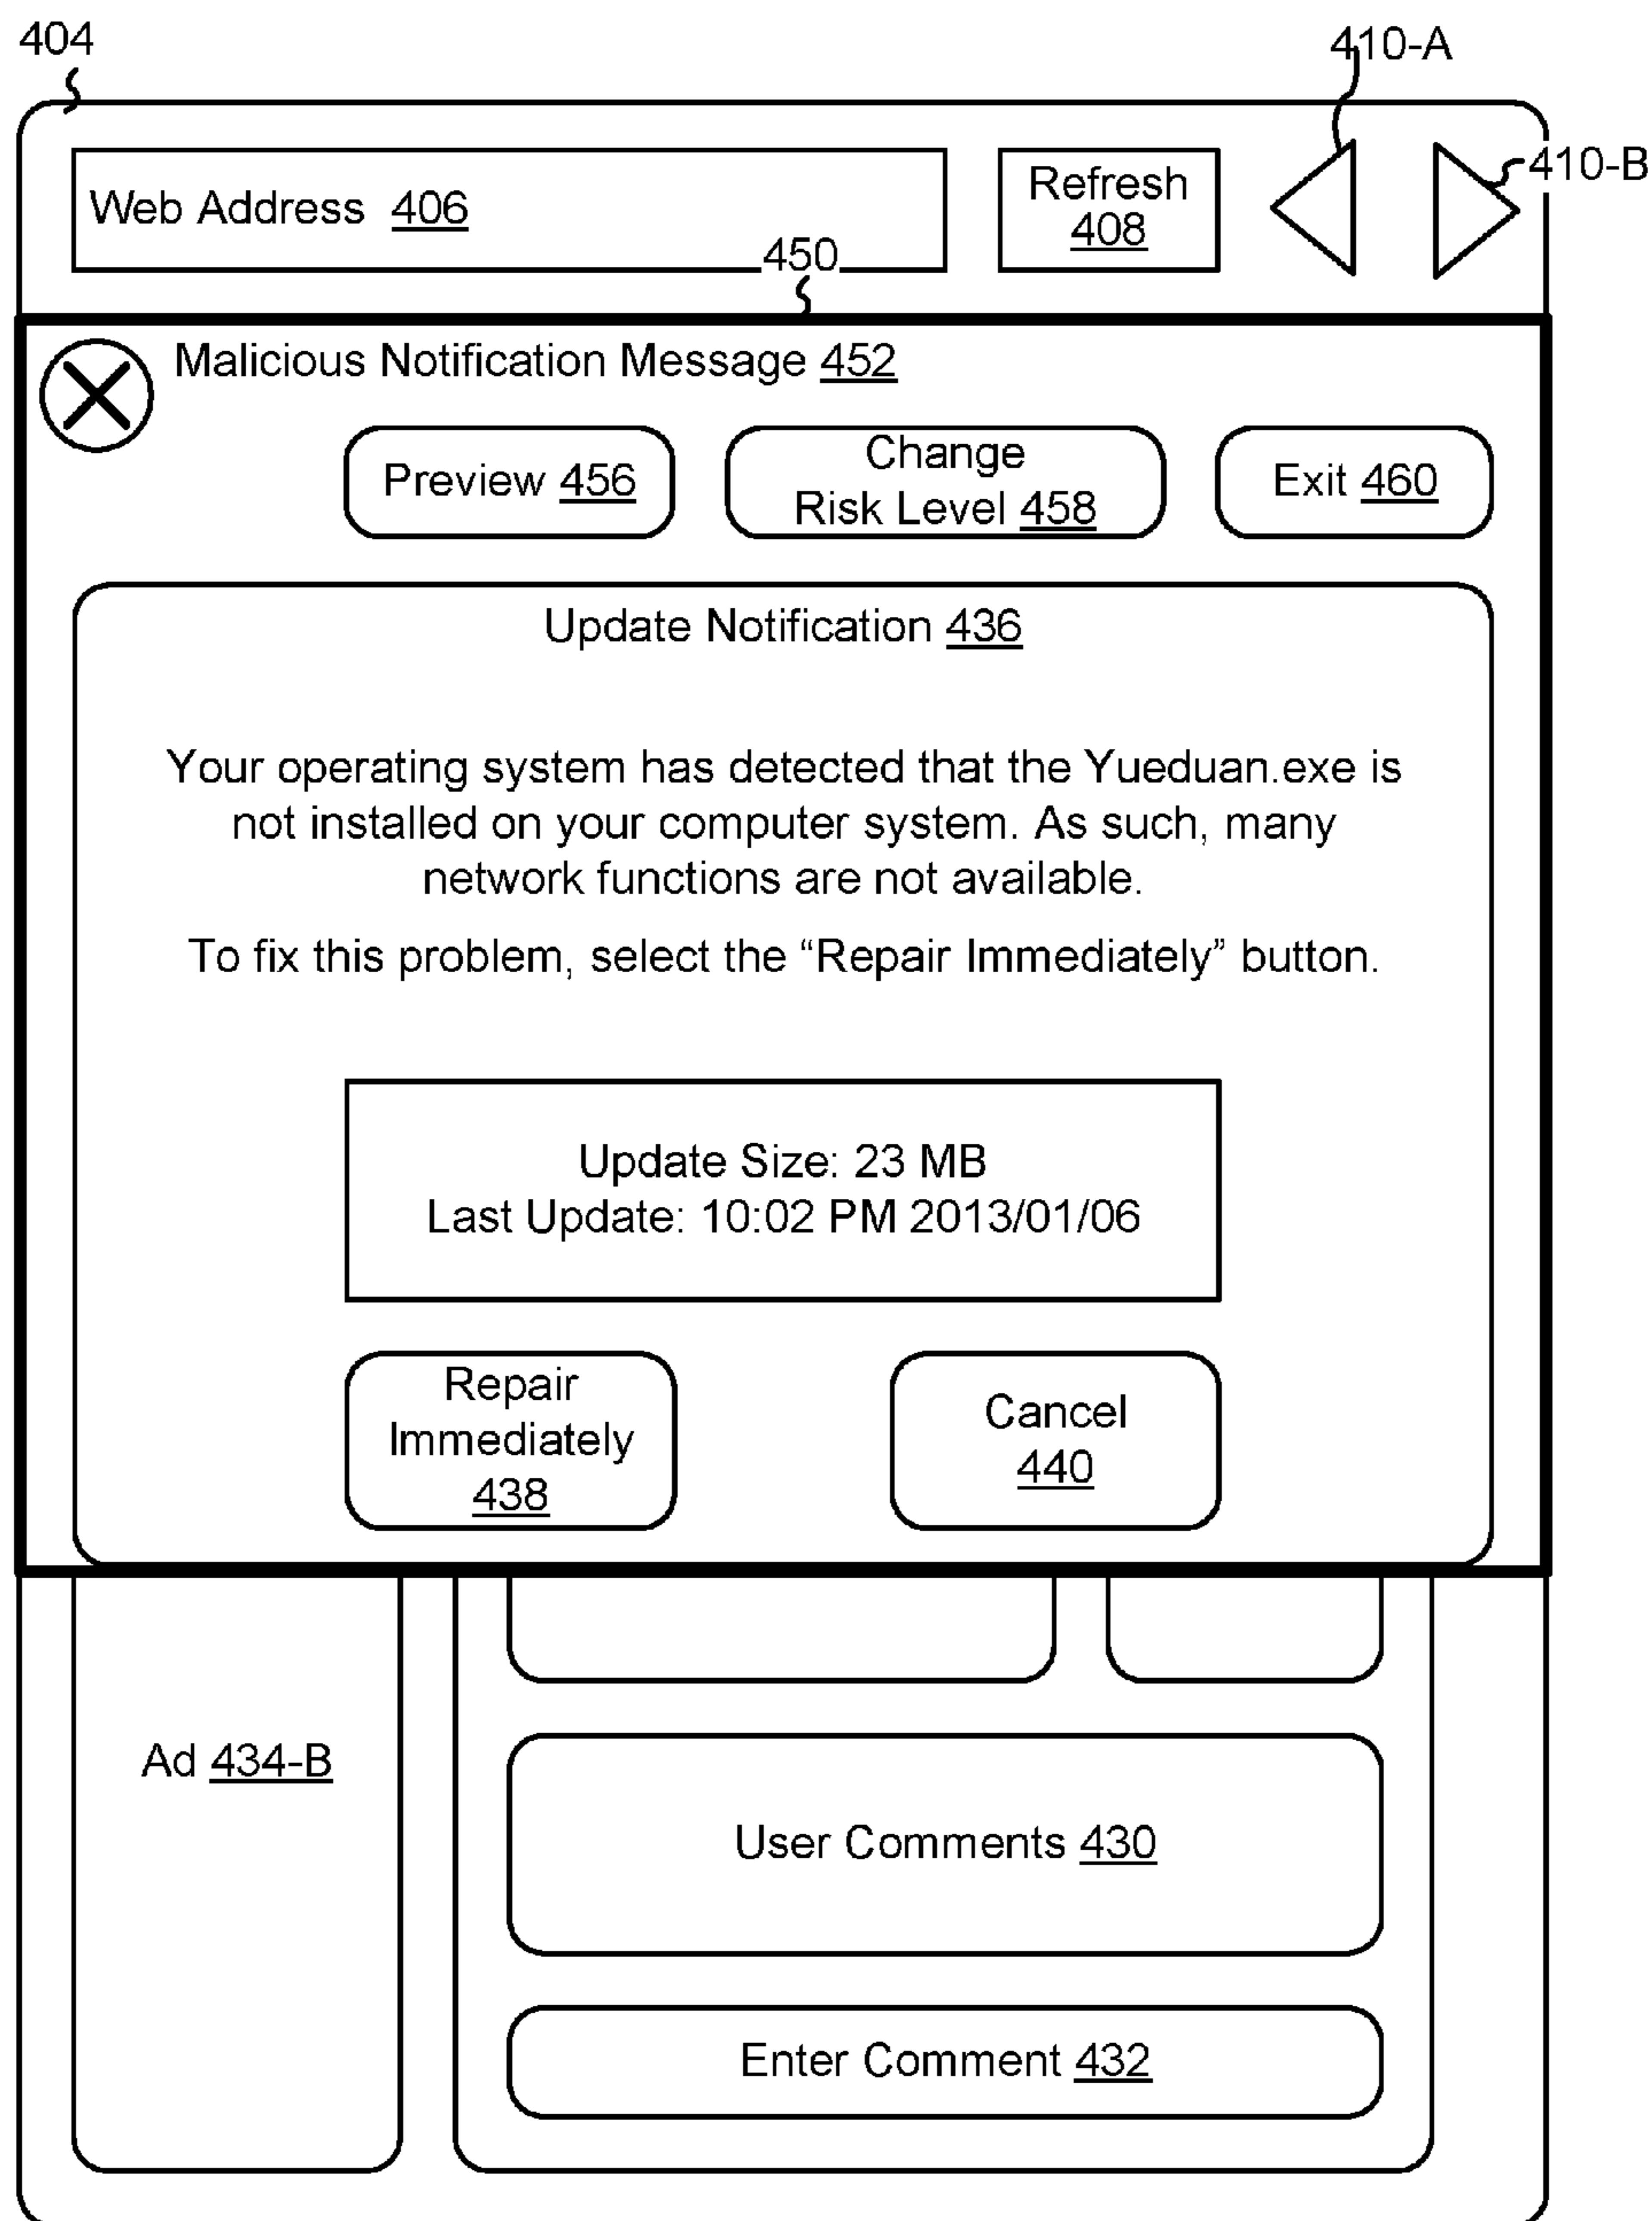 404
410-A
Web Address 406
Refresh
408
410-B
450
Malicious Notification Message 452
Preview 456
Change
Risk Level 458
Exit 460
Update Notification 436
Your operating system has detected that the Yueduan.exe is
not installed on your computer system. As such, many
network functions are not available.
To fix this problem, select the “Repair Immediately” button.
Update Size: 23 MB
Last Update: 10:02 PM 2013/01/06
Repair
Immediately
438
Cancel
440
Ad 434-B
User Comments 430
Enter Comment 432